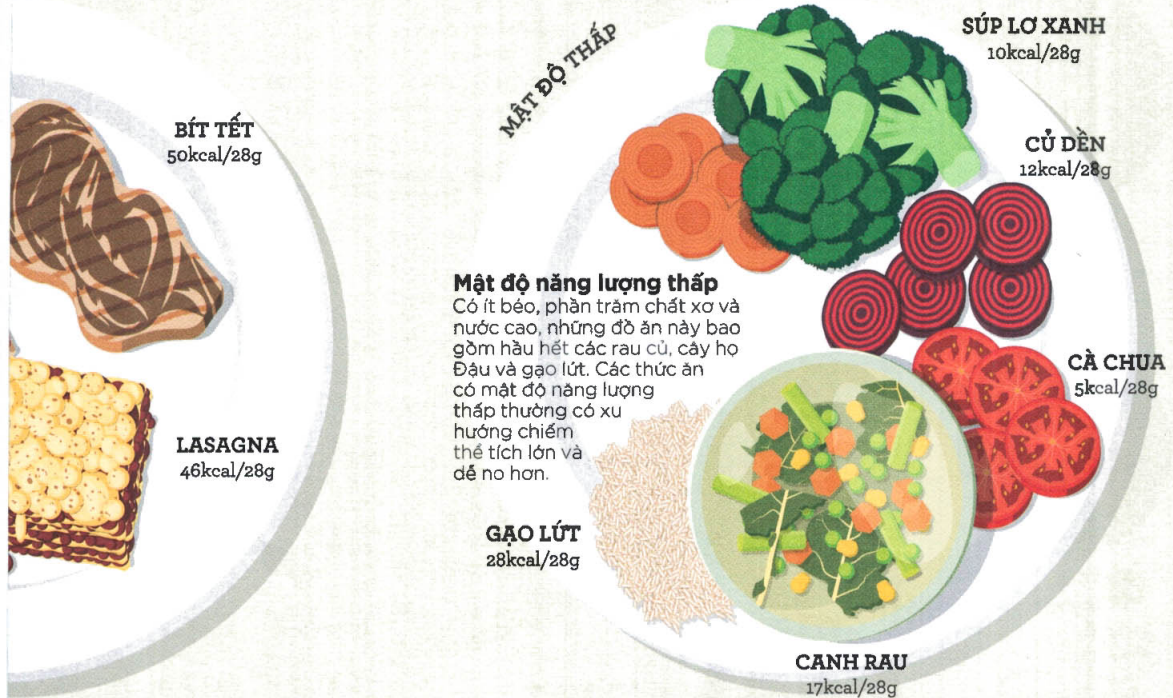 BÍT TẾT
50kcal/28g
LASAGNA
46kcal/28g
MẬT ĐỘ THẤP
SÚP LƠ XANH
10kcal/28g
CỦ DỀN
12kcal/28g
Mật độ năng lượng thấp
Có ít béo, phần trăm chất xơ và
nước cao, những đồ ăn này bao
gồm hầu hết các rau củ, cây họ
Đậu và gạo lứt. Các thức ăn
có mật độ năng lượng
thấp thường có xu
hướng chiếm
thể tích lớn và
dễ no hơn.
CÀ CHUA
5kcal/28g
GẠO LỨT
28kcal/28g
CANH RAU
17kcal/28g